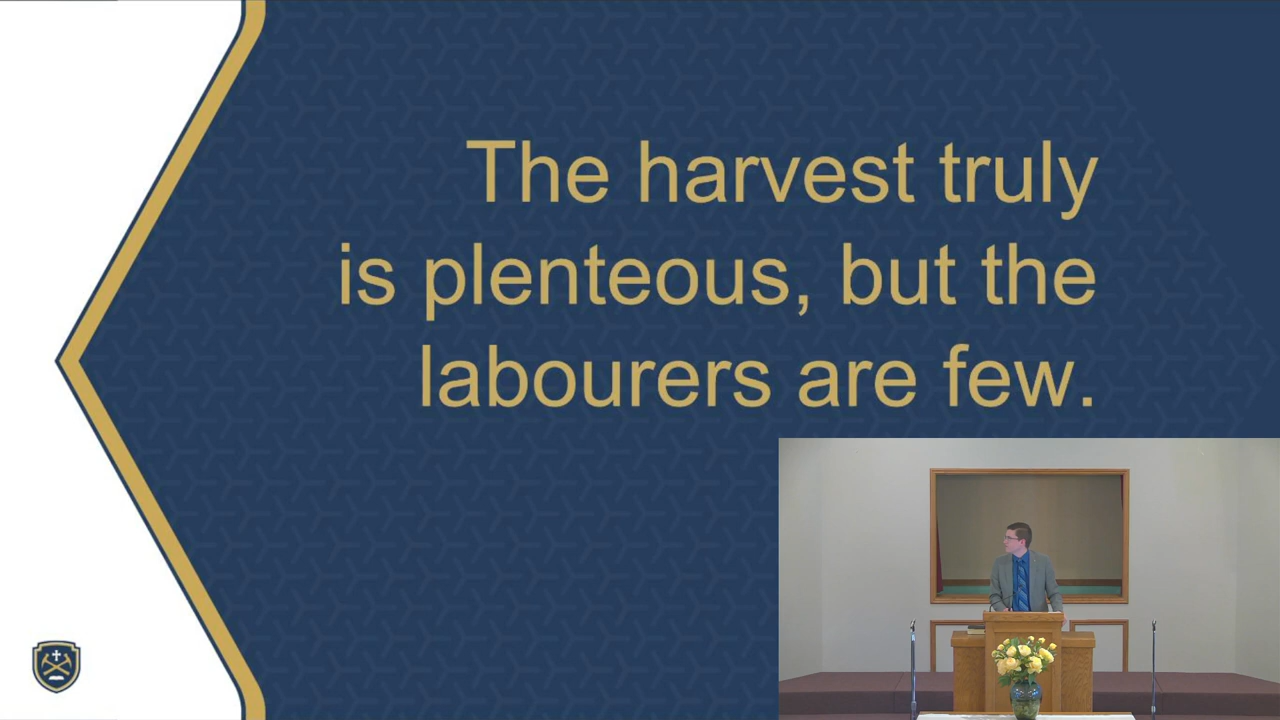 The harvest truly
is plenteous, but the
labourers are few.